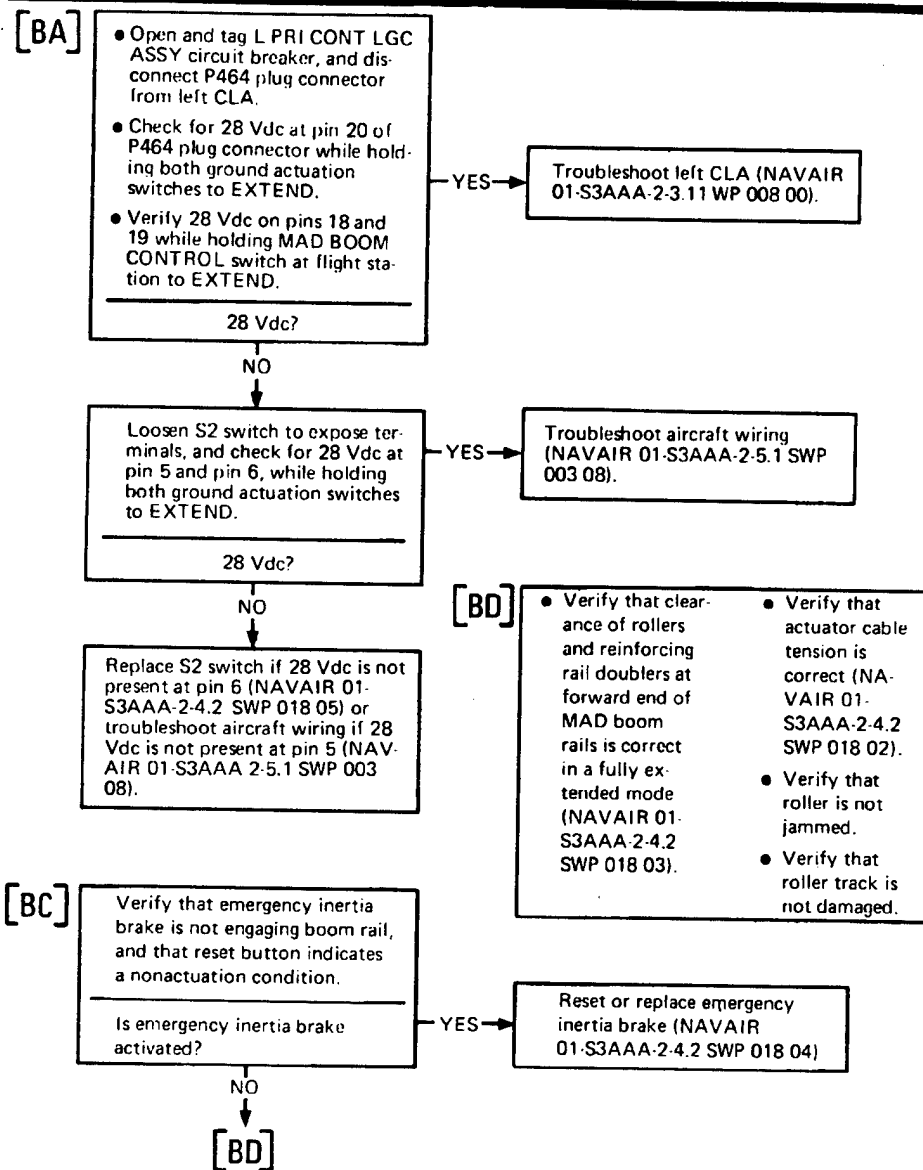 [BA]
• Open and tag L PRI CONT LGC
ASSY circuit breaker, and dis-
connect P464 plug connector
from left CLA.
• Check for 28 Vdc at pin 20 of
P464 plug connector while hold-
ing both ground actuation
switches to EXTEND.
• Verify 28 Vdc on pins 18 and
19 while holding MAD BOOM
CONTROL switch at flight sta-
tion to EXTEND.
28 Vdc?
YES
Troubleshoot left CLA (NAVAIR
01-S3AAA-2-3.11 WP 008 00).
NO
Loosen S2 switch to expose ter-
minals, and check for 28 Vdc at
pin 5 and pin 6, while holding
both ground actuation switches
to EXTEND.
28 Vdc?
YES
Troubleshoot aircraft wiring
(NAVAIR 01-S3AAA-2-5.1 SWP
003 08).
NO
Replace S2 switch if 28 Vdc is not
present at pin 6 (NAVAIR 01-
S3AAA-2-4.2 SWP 018 05) or
troubleshoot aircraft wiring if 28
Vdc is not present at pin 5 (NAV-
AIR 01-S3AAA 2-5.1 SWP 003
08).
[BD]
• Verify that clear-
ance of rollers
and reinforcing
rail doublers at
forward end of
MAD boom
rails is correct
in a fully ex-
tended mode
(NAVAIR 01-
S3AAA-2-4.2
SWP 018 03).
• Verify that
actuator cable
tension is
correct (NA-
VAIR 01-
S3AAA-2-4.2
SWP 018 02).
• Verify that
roller is not
jammed.
• Verify that
roller track is
not damaged.
[BC]
Verify that emergency inertia
brake is not engaging boom rail,
and that reset button indicates
a nonactuation condition.
Is emergency inertia brake
activated?
YES
Reset or replace emergency
inertia brake (NAVAIR
01-S3AAA-2-4.2 SWP 018 04)
NO
[BD]